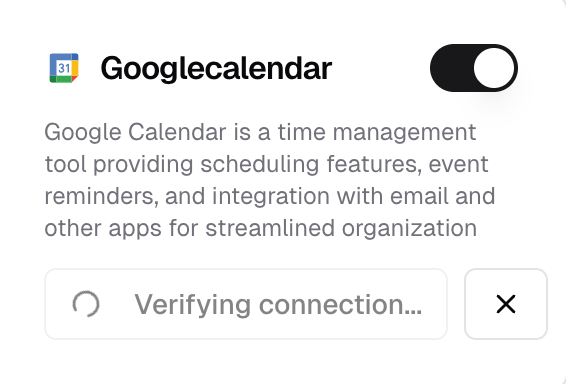 31
Googlecalendar
Google Calendar is a time management
tool providing scheduling features, event
reminders, and integration with email and
other apps for streamlined organization
Verifying connection...